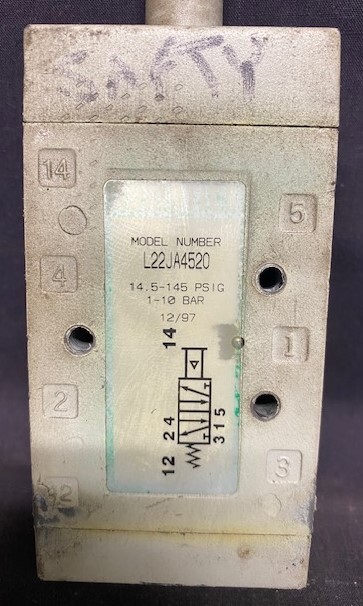 SAFTY
14
5
4
MODEL NUMBER
L22JA4520
14.5-145 PSIG
1-10 BAR
12/97
14
1
2
12 24
315
3
12